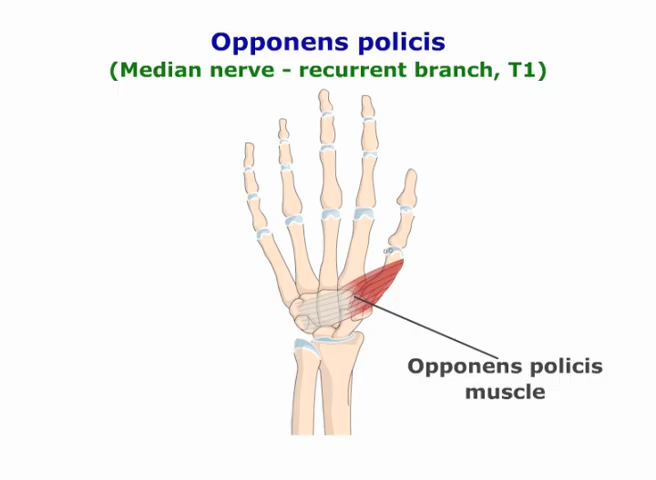 Opponens policis
(Median nerve - recurrent branch, T1)
Opponens policis
muscle